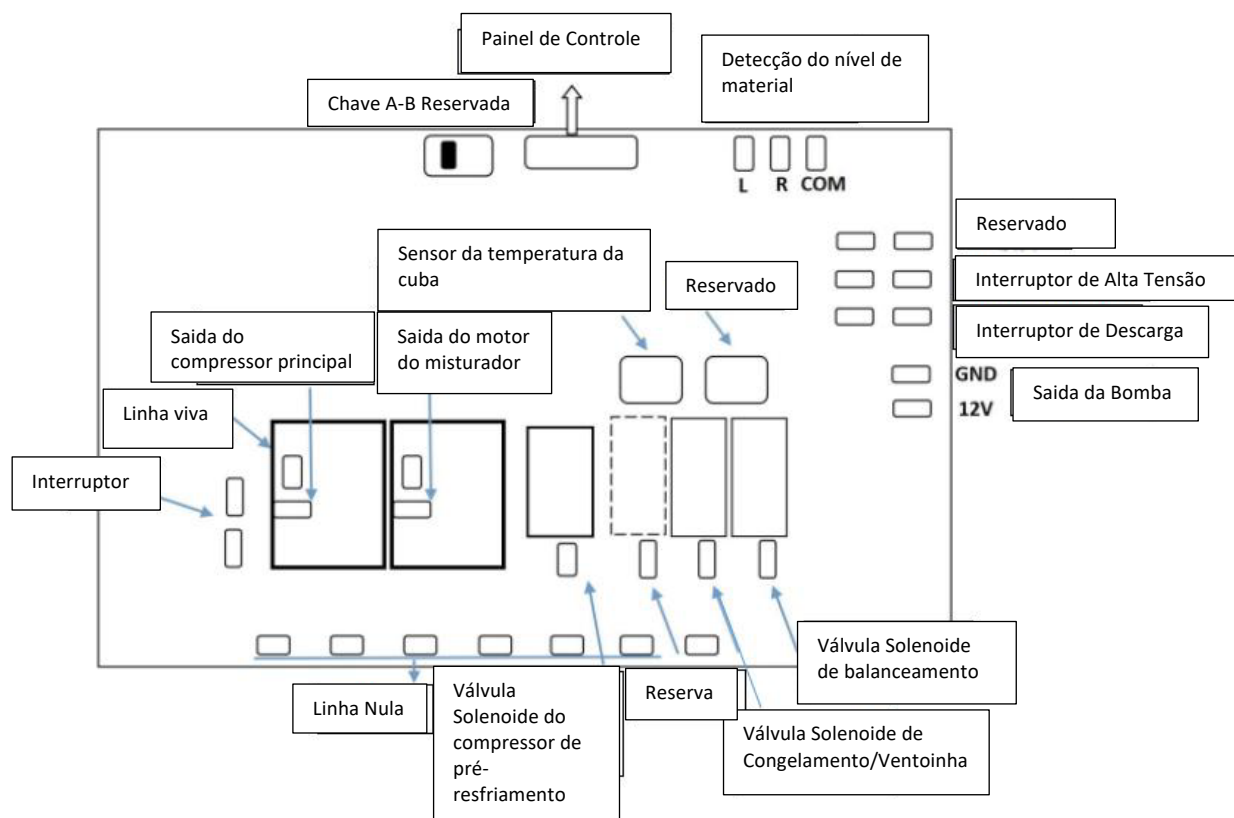 Painel de Controle
Detecção do nível de
material
Chave A-B Reservada
L R COM
Reservado
Sensor da temperatura da
cuba
Reservado
Interruptor de Alta Tensão
Saida do
compressor principal
Saida do motor
do misturador
Interruptor de Descarga
GND
12V
Saida da Bomba
Linha viva
Interruptor
Válvula Solenoide
de balanceamento
Linha Nula
Válvula
Solenoide do
compressor de
pré-
resfriamento
Reserva
Válvula Solenoide de
Congelamento/Ventoinha